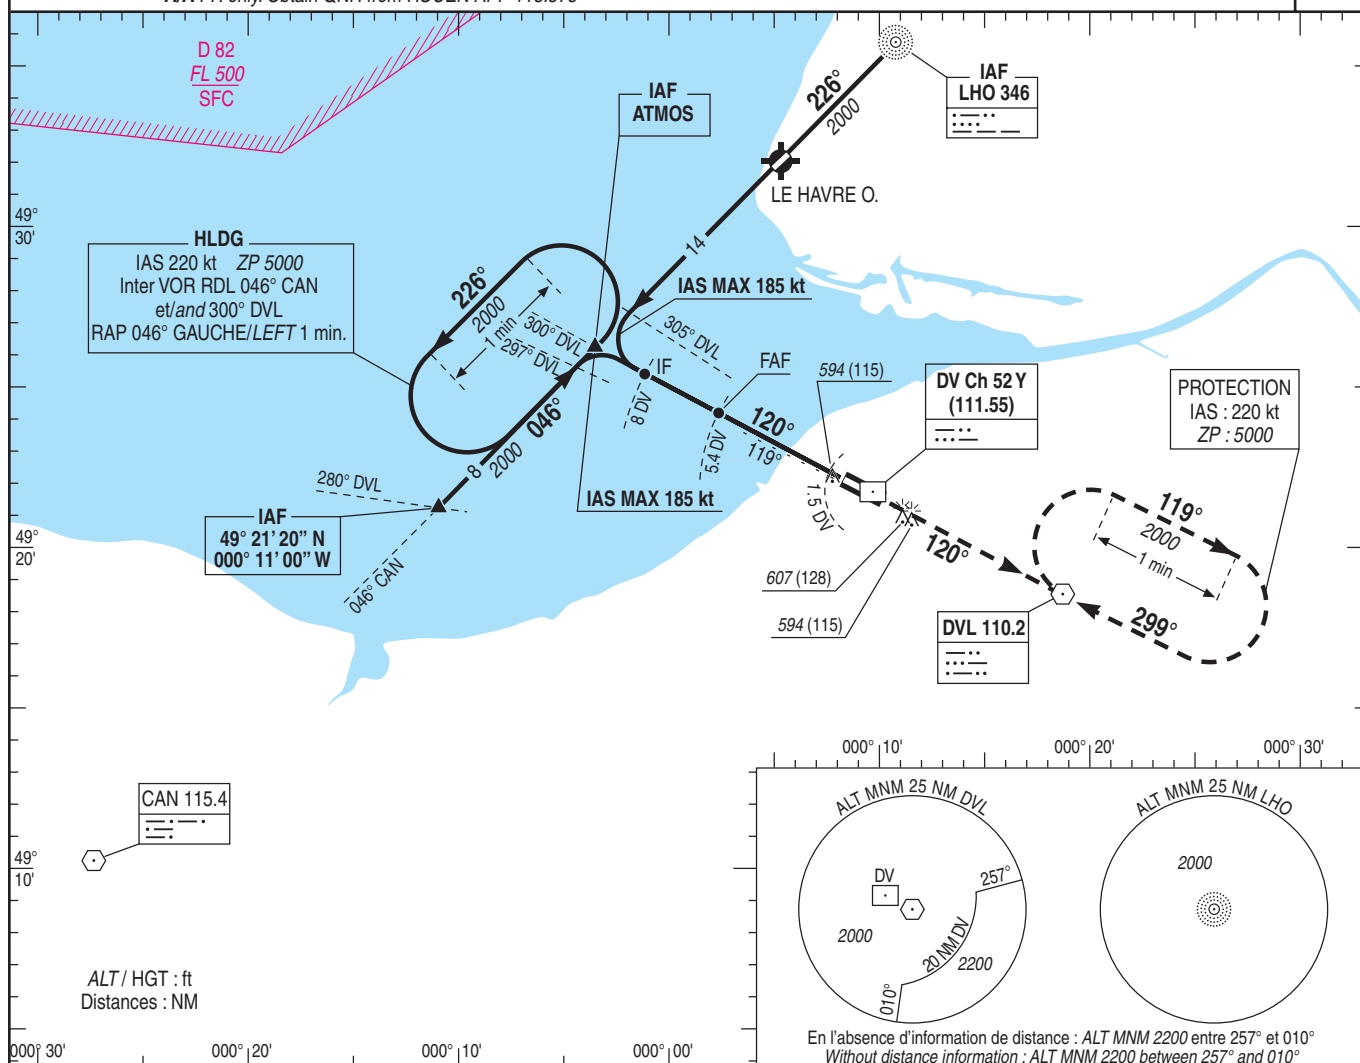 D 82
FL 500
SFC
IAF
ATMOS
226°
2000
IAF
LHO 346
LE HAVRE O.
49°
30'
HLDG
IAS 220 kt ZP 5000
Inter VOR RDL 046° CAN
et/and 300° DVL
RAP 046° GAUCHE/LEFT 1 min.
226°
2000
1 min
14
IAS MAX 185 kt
300° DVL
297° DVL
305° DVL
IF
8 DV
FAF
5.4 DV
120°
119°
594 (115)
DV Ch 52 Y
(111.55)
PROTECTION
IAS : 220 kt
ZP : 5000
046°
8
2000
280° DVL
IAS MAX 185 kt
1.5 DV
IAF
49° 21' 20" N
000° 11' 00" W
046° CAN
49°
20'
120°
607 (128)
594 (115)
119°
2000
1 min
299°
DVL 110.2
CAN 115.4
49°
10'
000° 10'
000° 20'
000° 30'
ALT MNM 25 NM DVL
DV
2000
257°
20 NM DV
2200
010°
ALT MNM 25 NM LHO
2000
ALT / HGT : ft
Distances : NM
En l'absence d'information de distance : ALT MNM 2200 entre 257° et 010°
Without distance information : ALT MNM 2200 between 257° and 010°
000° 30'
000° 20'
000° 10'
000° 00'